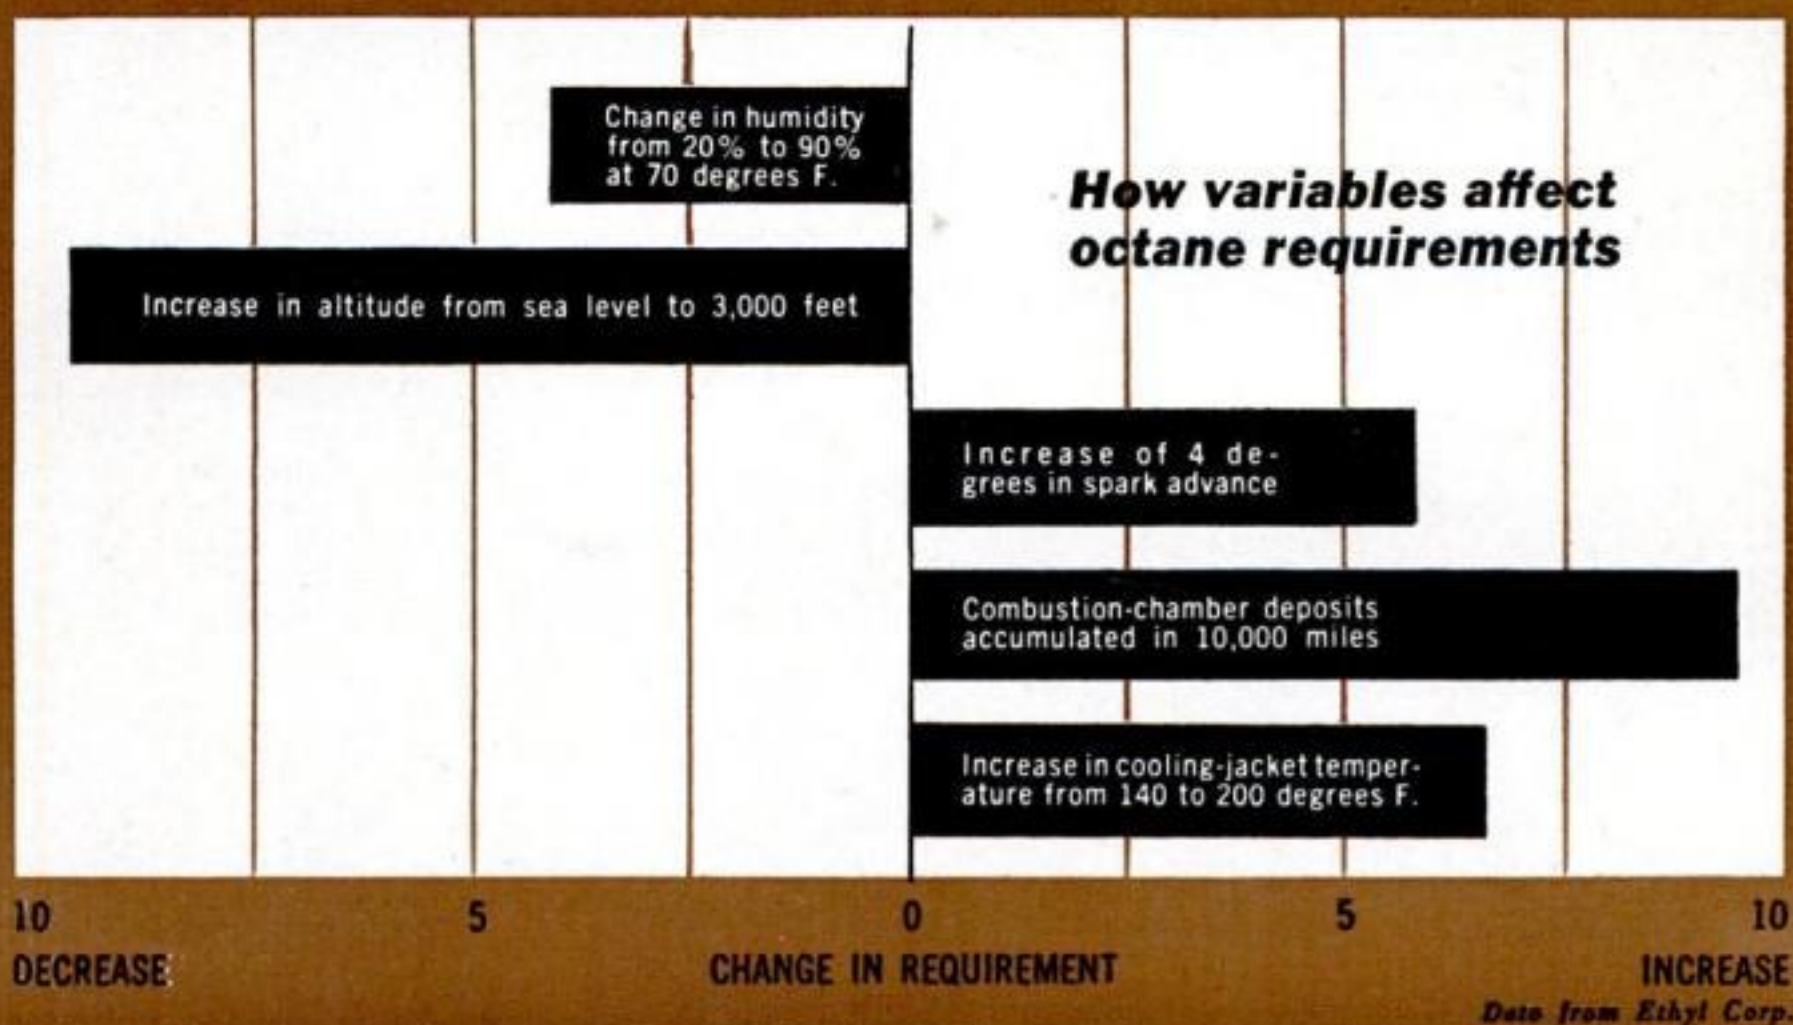 Change in humidity
from 20% to 90%
at 70 degrees F.
How variables affect
octane requirements
Increase in altitude from sea level to 3,000 feet
Increase of 4 de-
grees in spark advance
Combustion-chamber deposits
accumulated in 10,000 miles
Increase in cooling-jacket temper-
ature from 140 to 200 degrees F.
10 5 0 5 10
DECREASE CHANGE IN REQUIREMENT INCREASE
Data from Ethyl Corp.